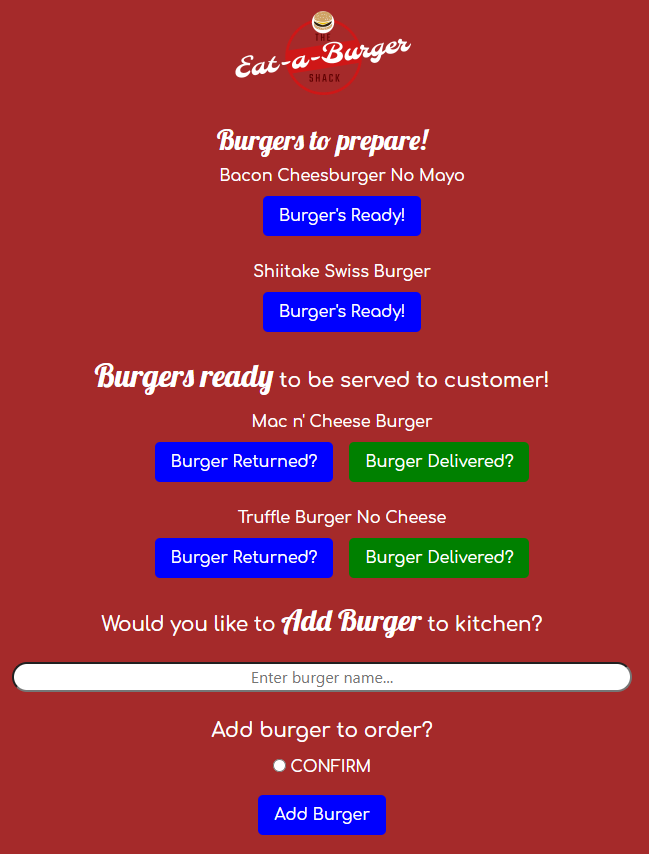 THE
Eat-a-Burger
SHACK
Burgers to prepare!
Bacon Cheesburger No Mayo
Burger's Ready!
Shiitake Swiss Burger
Burger's Ready!
Burgers ready to be served to customer!
Mac n' Cheese Burger
Burger Returned? Burger Delivered?
Truffle Burger No Cheese
Burger Returned? Burger Delivered?
Would you like to Add Burger to kitchen?
Enter burger name...
Add burger to order?
CONFIRM
Add Burger